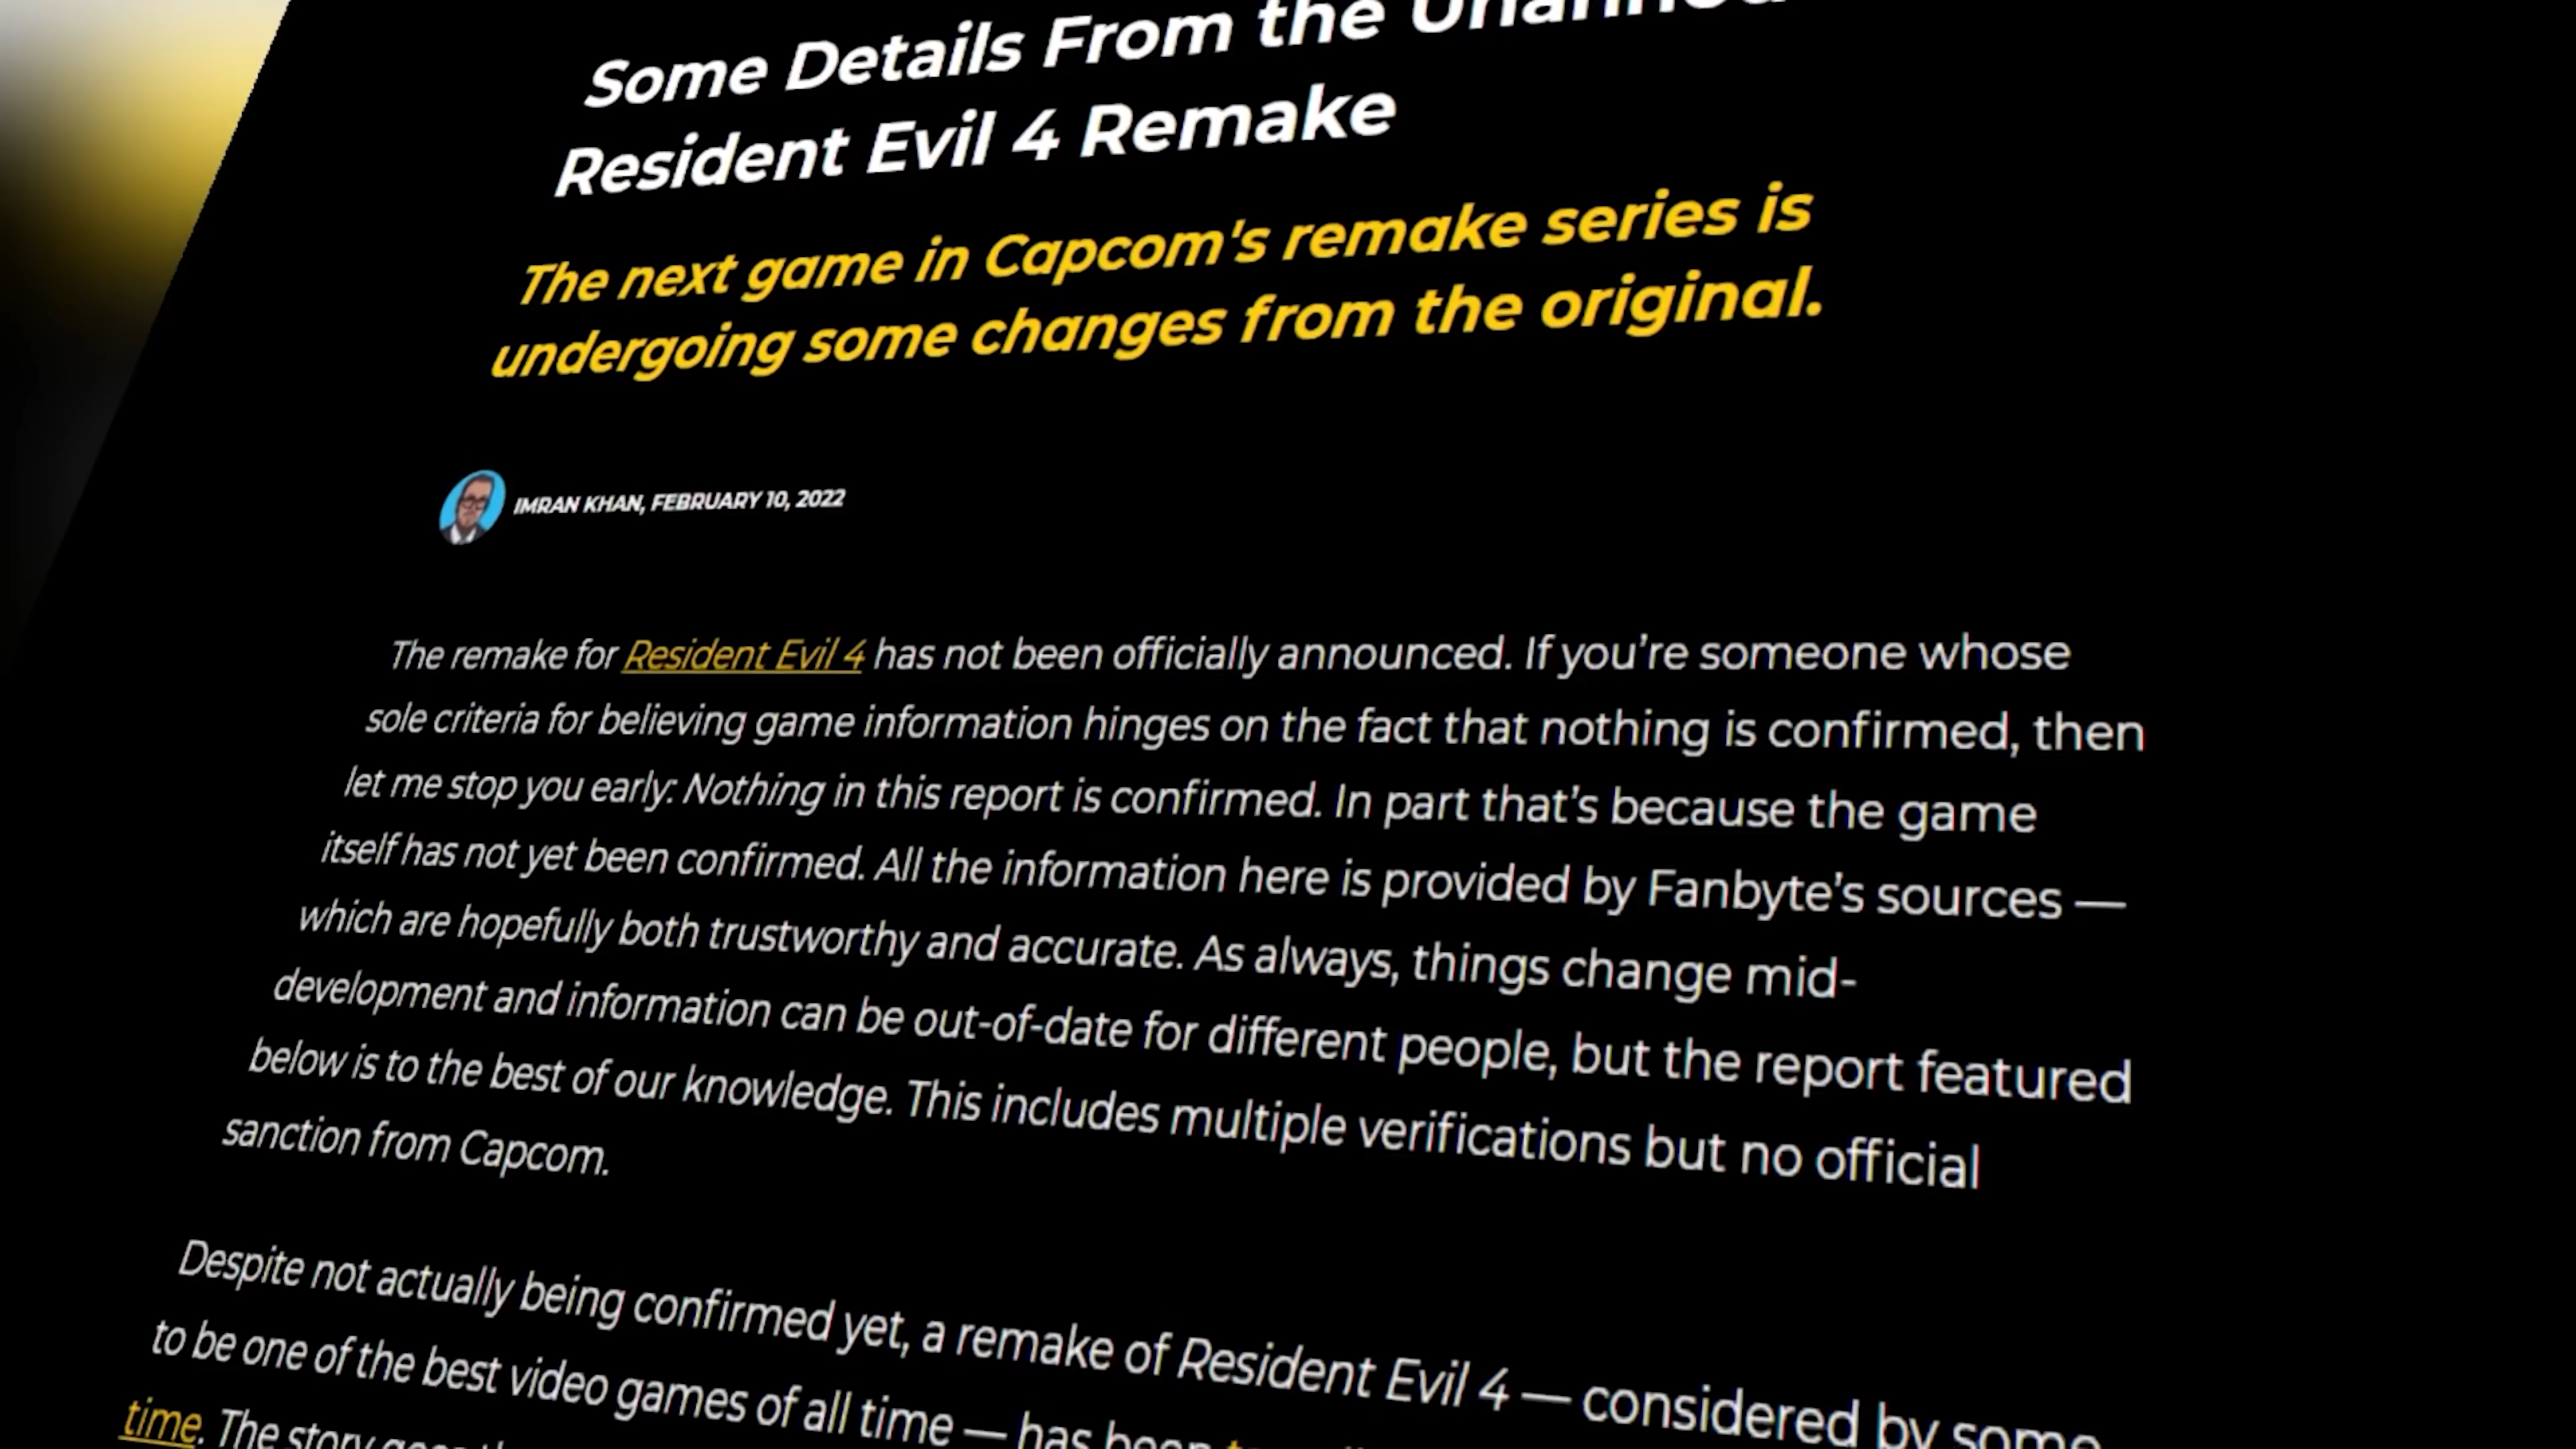 Some Details From the
Resident Evil 4 Remake
The next game in Capcom's remake series is
undergoing some changes from the original.
IMRAN KHAN, FEBRUARY 10, 2022
The remake for Resident Evil 4 has not been officially announced. If you're someone whose
sole criteria for believing game information hinges on the fact that nothing is confirmed, then
let me stop you early: Nothing in this report is confirmed. In part that's because the game
itself has not yet been confirmed. All the information here is provided by Fanbyte's sources —
which are hopefully both trustworthy and accurate. As always, things change mid-
development and information can be out-of-date for different people, but the report featured
below is to the best of our knowledge. This includes multiple verifications but no official
sanction from Capcom.
Despite not actually being confirmed yet, a remake of Resident Evil 4 — considered by some
to be one of the best video games of all time — has been
time. The story